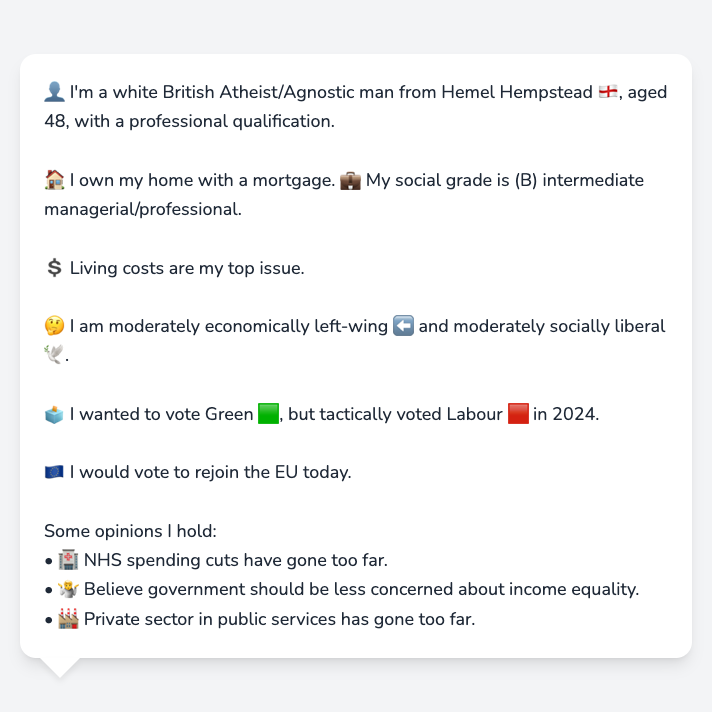 👤 I'm a white British Atheist/Agnostic man from Hemel Hempstead 🏴󠁧󠁢󠁥󠁮󠁧󠁿, aged
48, with a professional qualification.
🏠 I own my home with a mortgage. 💼 My social grade is (B) intermediate
managerial/professional.
💲 Living costs are my top issue.
🤔 I am moderately economically left-wing ⬅️ and moderately socially liberal
🕊️.
🗳️ I wanted to vote Green 🟩, but tactically voted Labour 🟥 in 2024.
🇪🇺 I would vote to rejoin the EU today.
Some opinions I hold:
• 🏥 NHS spending cuts have gone too far.
• 🤷 Believe government should be less concerned about income equality.
• 🏭 Private sector in public services has gone too far.